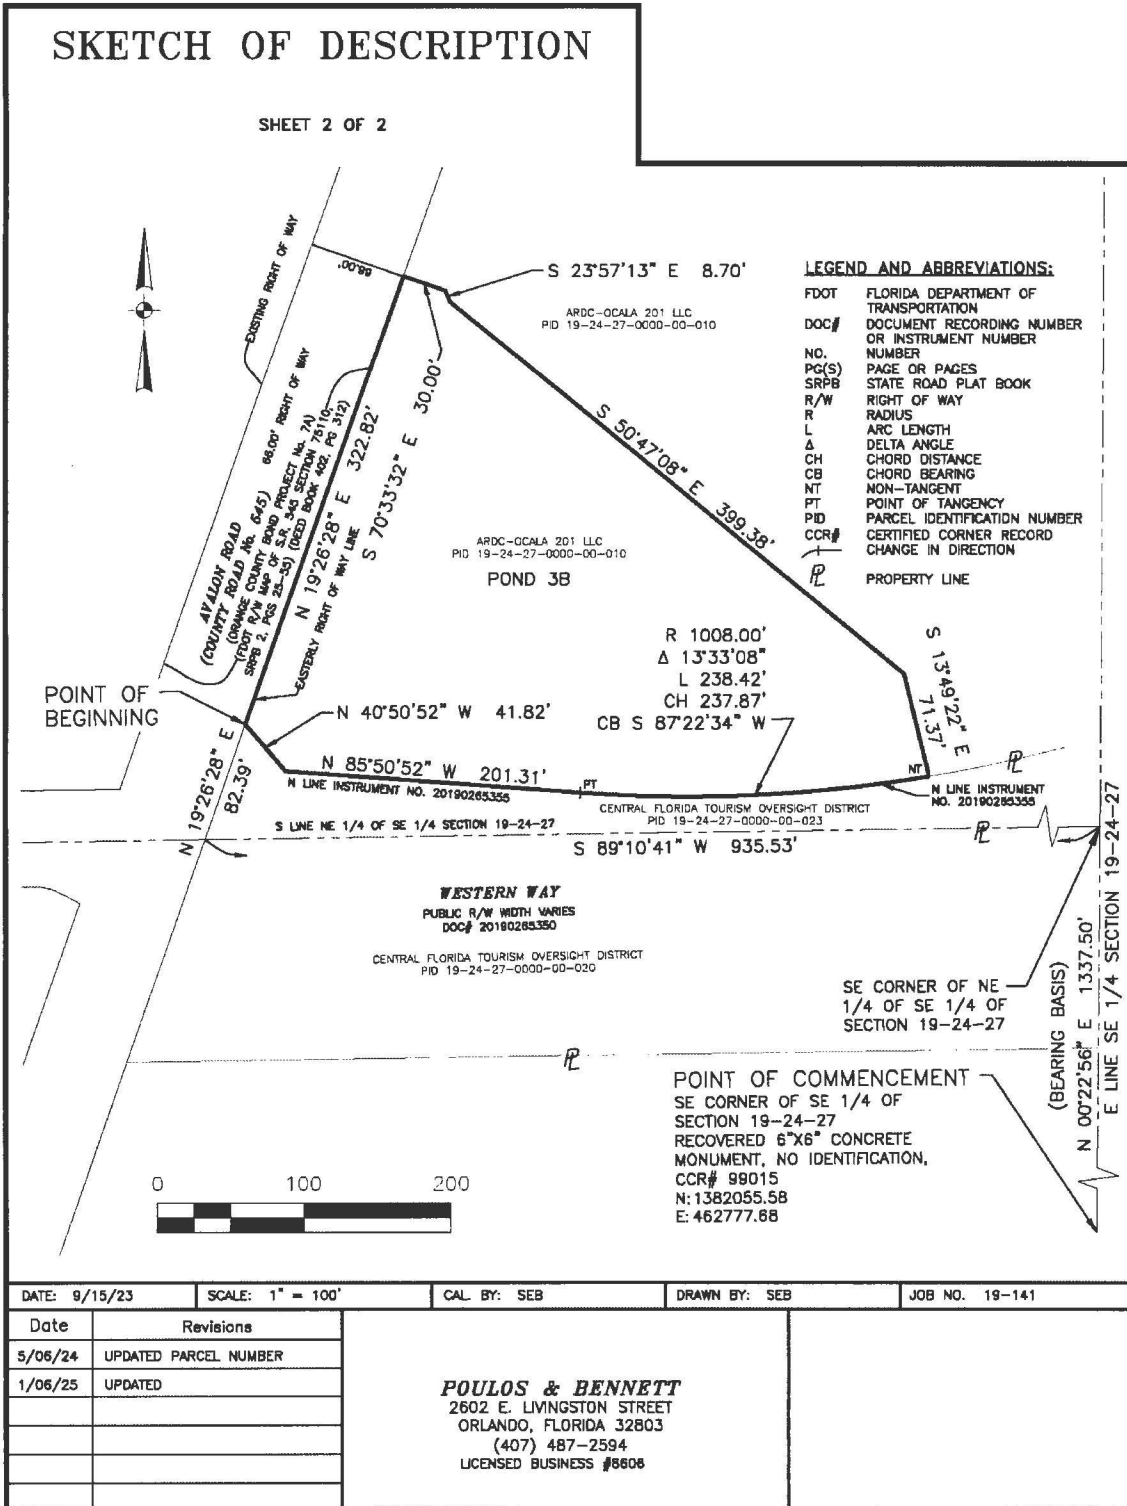 SKETCH OF DESCRIPTION
SHEET 2 OF 2
EXISTING RIGHT OF WAY
66.00'
S 23°57'13" E 8.70'
ARDC-OCALA 201 LLC
PID 19-24-27-0000-00-010
LEGEND AND ABBREVIATIONS:
FDOT FLORIDA DEPARTMENT OF
TRANSPORTATION
DOC# DOCUMENT RECORDING NUMBER
OR INSTRUMENT NUMBER
NO. NUMBER
PG(S) PAGE OR PAGES
SRPB STATE ROAD PLAT BOOK
R/W RIGHT OF WAY
R RADIUS
L ARC LENGTH
Δ DELTA ANGLE
CH CHORD DISTANCE
CB CHORD BEARING
NT NON-TANGENT
PT POINT OF TANGENCY
PID PARCEL IDENTIFICATION NUMBER
CCR# CERTIFIED CORNER RECORD
CHANGE IN DIRECTION
PL PROPERTY LINE
AVALON ROAD
(COUNTY ROAD No. 545)
66.00' RIGHT OF WAY
(ORANGE COUNTY BOND PROJECT No. 7A)
(FDOT R/W MAP OF S.R. 545 SECTION 75110,
SRPB 2, PGS 25-55) (DEED BOOK 402, PG 312)
N 19°26'28" E 322.82'
EASTERLY RIGHT OF WAY LINE
S 70°33'32" E 30.00'
S 50°47'08" E 399.38'
ARDC-OCALA 201 LLC
PID 19-24-27-0000-00-010
POND 3B
R 1008.00'
Δ 13°33'08"
L 238.42'
CH 237.87'
CB S 87°22'34" W
S 13°49'22" E
71.37'
POINT OF
BEGINNING
N 40°50'52" W 41.82'
N 85°50'52" W 201.31'
N LINE INSTRUMENT NO. 20190265355
PT
NT
PL
N LINE INSTRUMENT
NO. 20190265355
CENTRAL FLORIDA TOURISM OVERSIGHT DISTRICT
PID 19-24-27-0000-00-023
N 19°26'28" E
82.39'
S LINE NE 1/4 OF SE 1/4 SECTION 19-24-27
PL
S 89°10'41" W 935.53'
WESTERN WAY
PUBLIC R/W WIDTH VARIES
DOC# 20190265350
CENTRAL FLORIDA TOURISM OVERSIGHT DISTRICT
PID 19-24-27-0000-00-020
SE CORNER OF NE
1/4 OF SE 1/4 OF
SECTION 19-24-27
(BEARING BASIS)
N 00°22'56" E 1337.50'
E LINE SE 1/4 SECTION 19-24-27
PL
POINT OF COMMENCEMENT
SE CORNER OF SE 1/4 OF
SECTION 19-24-27
RECOVERED 6"X6" CONCRETE
MONUMENT, NO IDENTIFICATION,
CCR# 99015
N: 1382055.58
E: 462777.68
0 100 200
DATE: 9/15/23 SCALE: 1" = 100' CAL. BY: SEB DRAWN BY: SEB JOB NO. 19-141
Date Revisions
5/06/24 UPDATED PARCEL NUMBER
1/06/25 UPDATED
POULOS & BENNETT
2602 E. LIVINGSTON STREET
ORLANDO, FLORIDA 32803
(407) 487-2594
LICENSED BUSINESS #8606